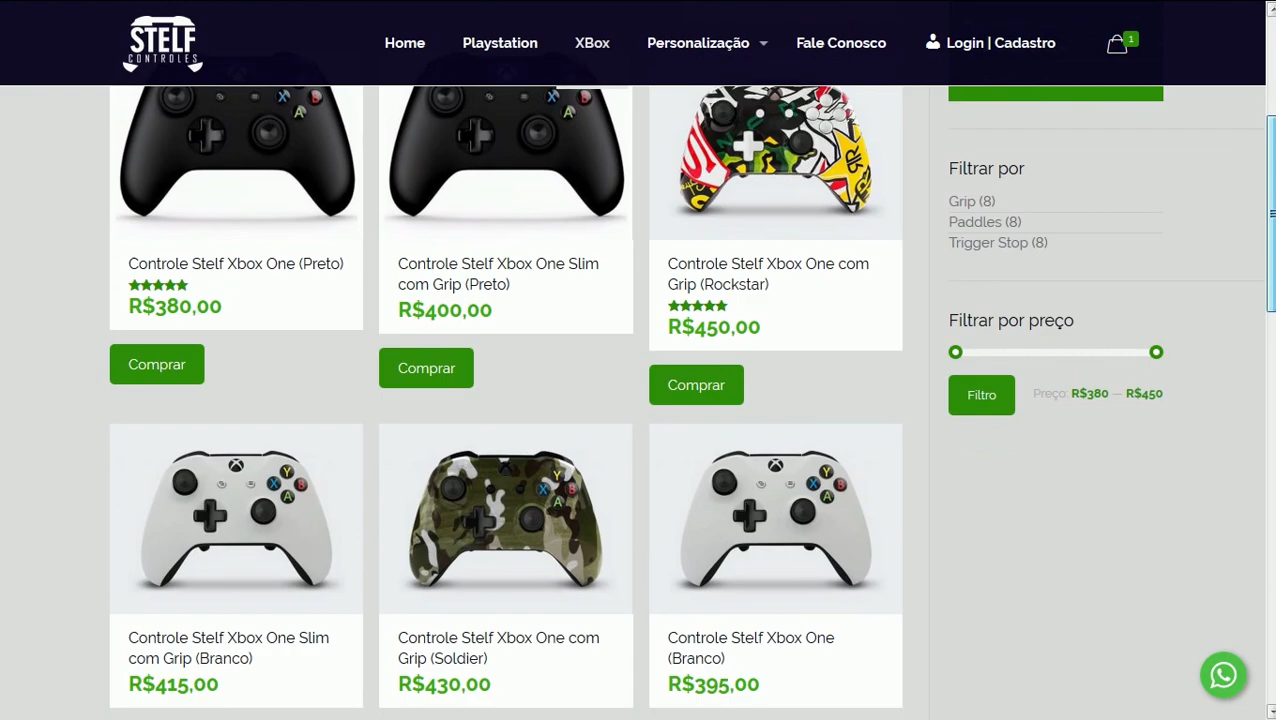 STELF
CONTROLES
Home
Playstation
XBox
Personalização
Fale Conosco
Login | Cadastro
1
Controle Stelf Xbox One (Preto)
R$380,00
Comprar
Controle Stelf Xbox One Slim
com Grip (Preto)
R$400,00
Comprar
Controle Stelf Xbox One com
Grip (Rockstar)
R$450,00
Comprar
Controle Stelf Xbox One Slim
com Grip (Branco)
R$415,00
Controle Stelf Xbox One com
Grip (Soldier)
R$430,00
Controle Stelf Xbox One
(Branco)
R$395,00
Filtrar por
Grip (8)
Paddles (8)
Trigger Stop (8)
Filtrar por preço
Filtro
Preço: R$380 — R$450